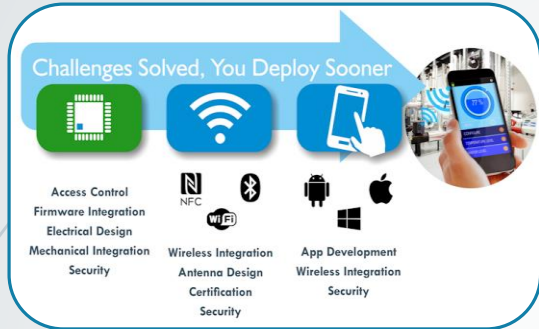 Challenges Solved, You Deploy Sooner
Access Control
Firmware Integration
Electrical Design
Mechanical Integration
Security
NFC
WiFi
Wireless Integration
Antenna Design
Certification
Security
App Development
Wireless Integration
Security